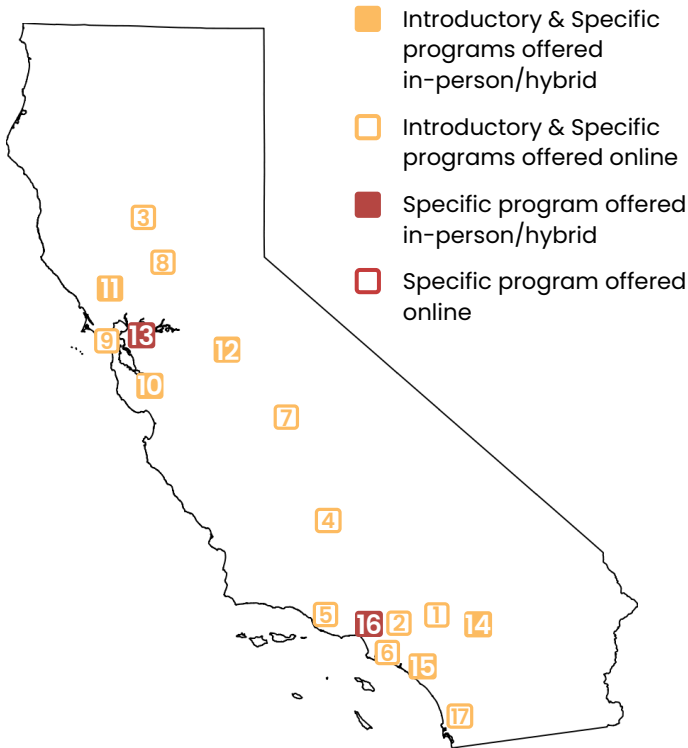 Introductory & Specific
programs offered
in-person/hybrid
Introductory & Specific
programs offered online
Specific program offered
in-person/hybrid
Specific program offered
online
3
8
11
13
9
12
10
7
4
5
16
2
1
14
6
15
17